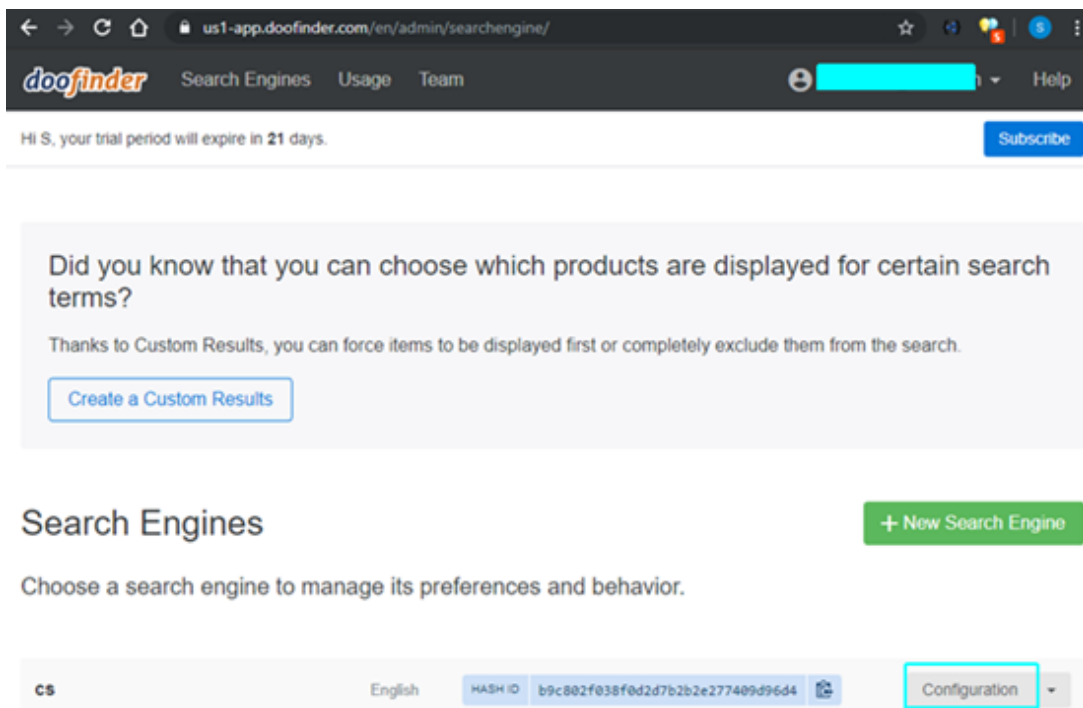 us1-app.doofinder.com/en/admin/searchengine/
S
S
doofinder Search Engines Usage Team Help
Hi S, your trial period will expire in 21 days. Subscribe
Did you know that you can choose which products are displayed for certain search
terms?
Thanks to Custom Results, you can force items to be displayed first or completely exclude them from the search.
Create a Custom Results
Search Engines + New Search Engine
Choose a search engine to manage its preferences and behavior.
cs English HASH ID b9c802f038f0d2d7b2b2e277409d96d4 Configuration